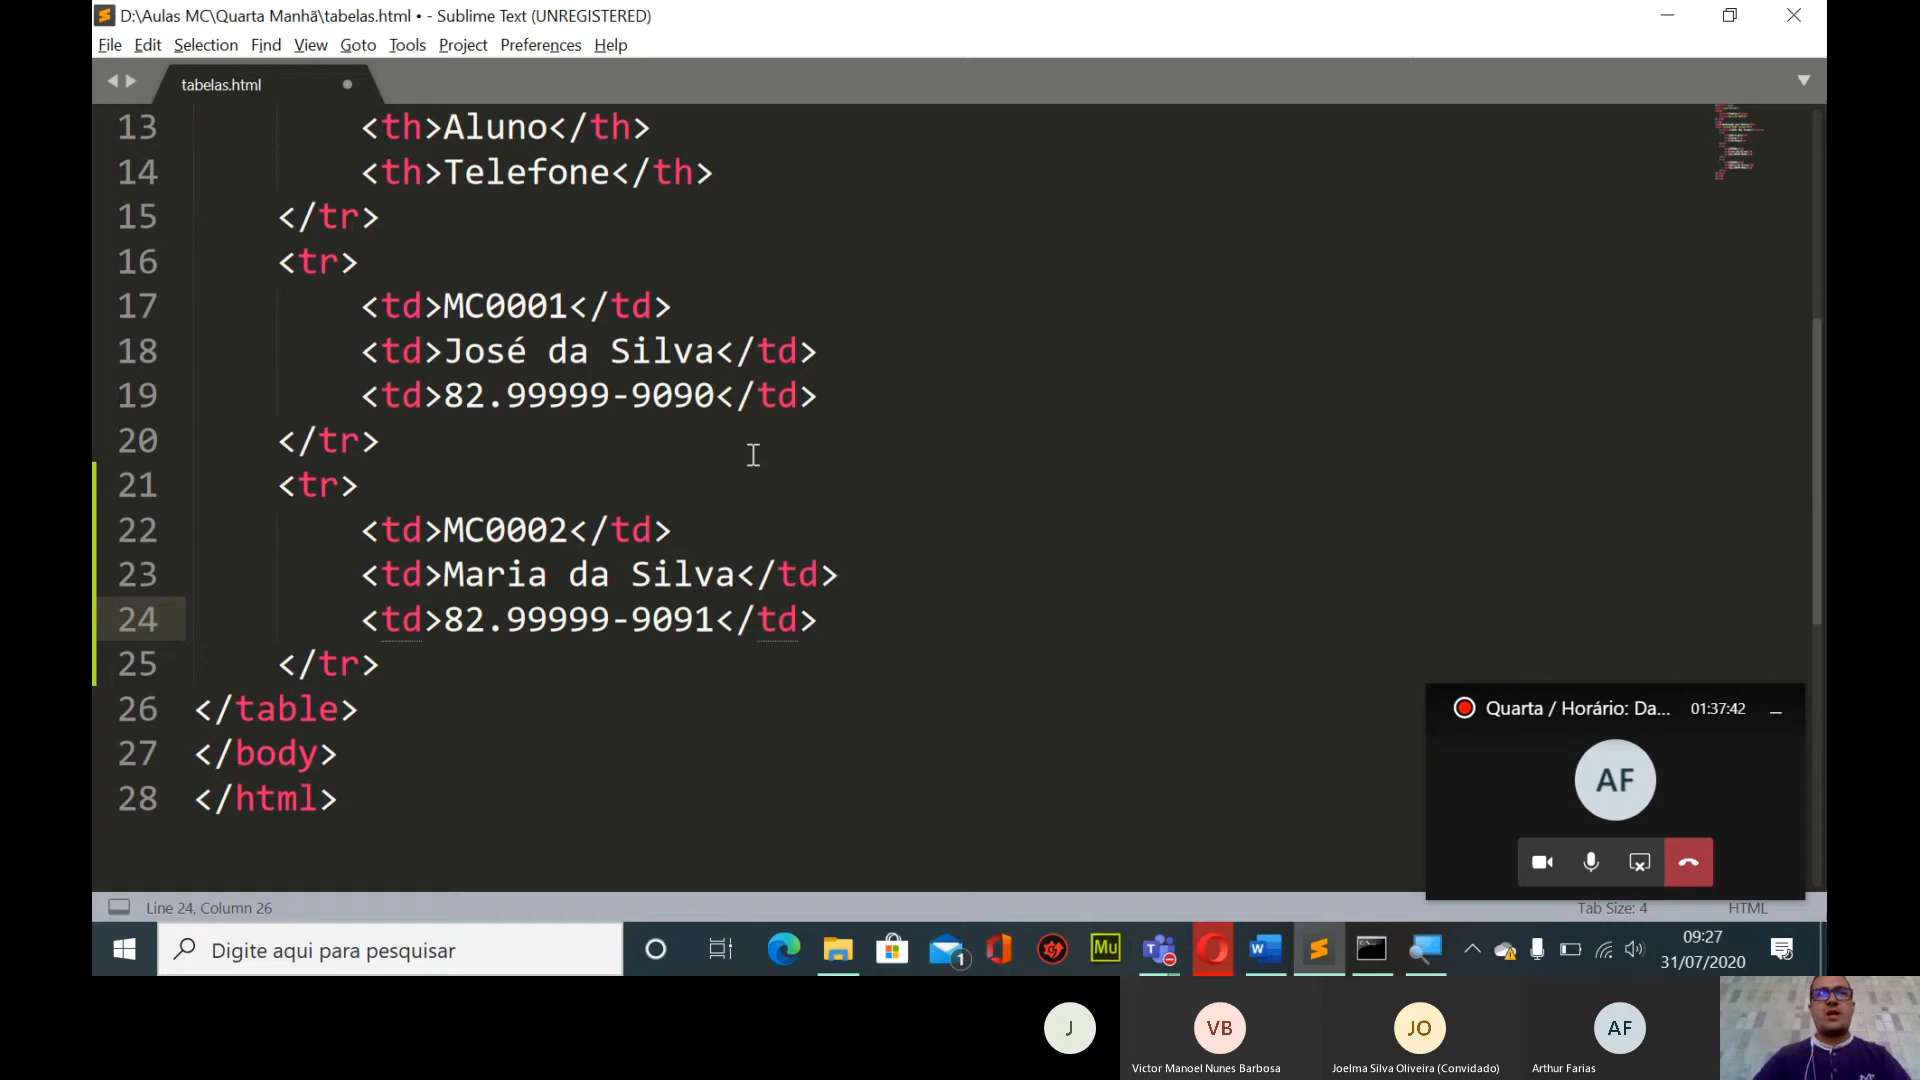 D:\Aulas MC\Quarta Manhã\tabelas.html • - Sublime Text (UNREGISTERED)
File Edit Selection Find View Goto Tools Project Preferences Help
tabelas.html
13 <th>Aluno</th>
14 <th>Telefone</th>
15 </tr>
16 <tr>
17 <td>MC0001</td>
18 <td>José da Silva</td>
19 <td>82.99999-9090</td>
20 </tr>
21 <tr>
22 <td>MC0002</td>
23 <td>Maria da Silva</td>
24 <td>82.99999-9091</td>
25 </tr>
26 </table>
27 </body>
28 </html>
Quarta / Horário: Da... 01:37:42
AF
Line 24, Column 26 Tab Size: 4 HTML
Digite aqui para pesquisar
1
Mu
09:27
31/07/2020
J VB JO AF
Victor Manoel Nunes Barbosa Joelma Silva Oliveira (Convidado) Arthur Farias